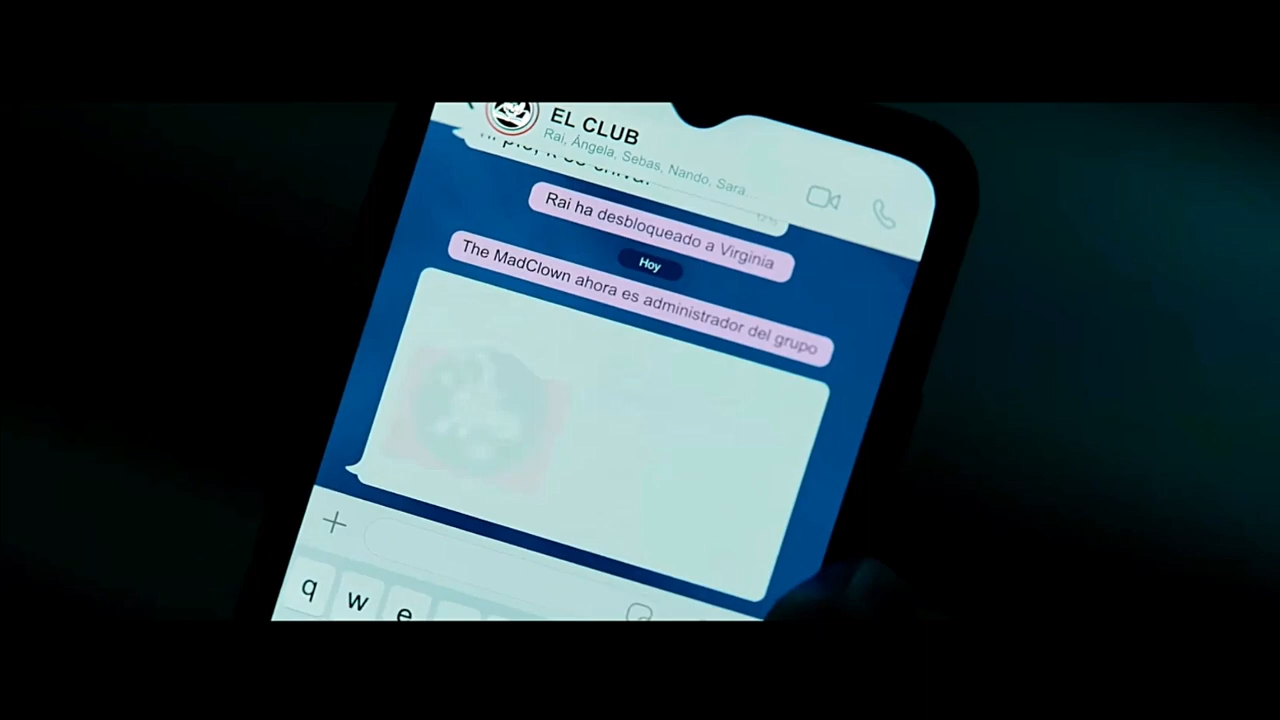 EL CLUB
Rai, Ángela, Sebas, Nando, Sara...
Rai ha desbloqueado a Virginia
Hoy
The MadClown ahora es administrador del grupo
q w e